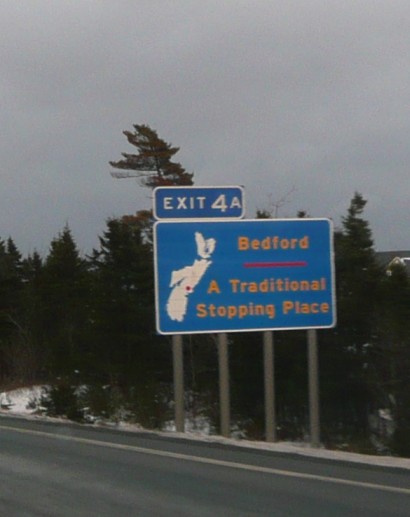 EXIT 4A
Bedford
A Traditional
Stopping Place